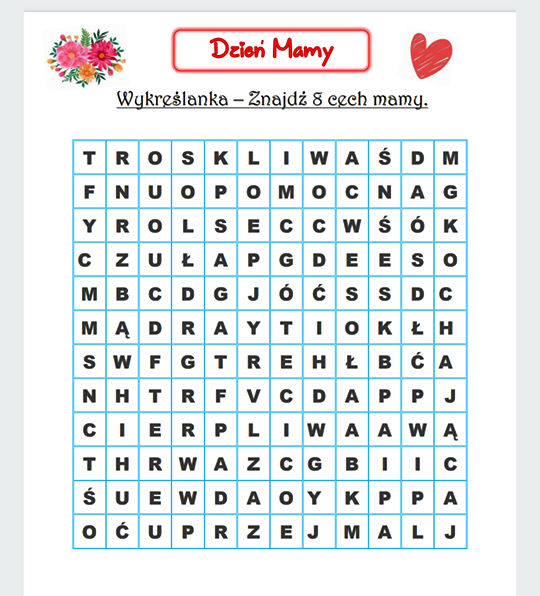 Dzień Mamy
Wykreślanka – Znajdź 8 cech mamy.
T R O S K L I W A Ś D M
F N U O P O M O C N A G
Y R O L S E C C W Ś Ó K
C Z U Ł A P G D E E S O
M B C D G J Ó Ć S S D C
M Ą D R A Y T I O K Ł H
S W F G T R E H Ł B Ć A
N H T R F V C D A P P J
C I E R P L I W A A W Ą
T H R W A Z C G B I I C
Ś U E W D A O Y K P P A
O Ć U P R Z E J M A L J